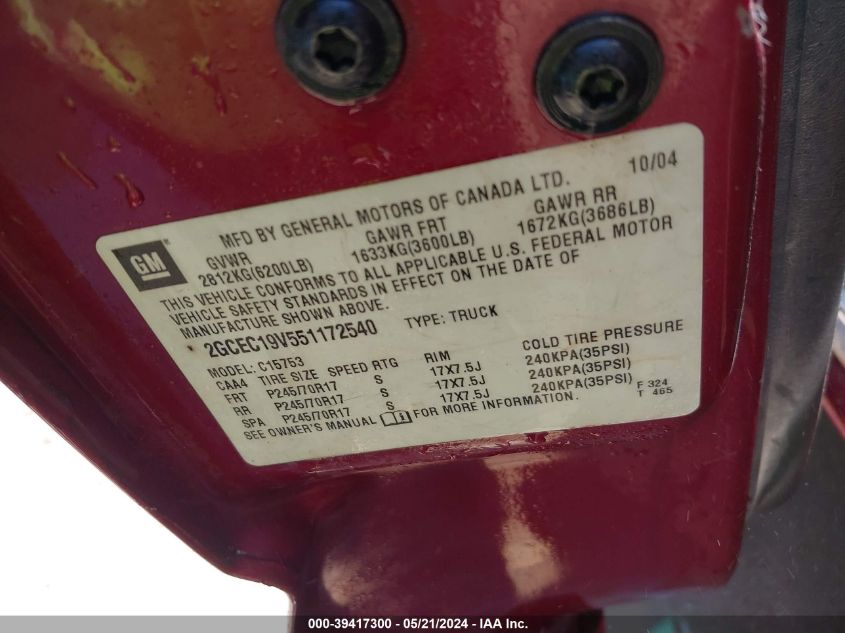 10/04
MFD BY GENERAL MOTORS OF CANADA LTD.
GM
GVWR GAWR FRT GAWR RR
2812KG(6200LB) 1633KG(3600LB) 1672KG(3686LB)
THIS VEHICLE CONFORMS TO ALL APPLICABLE U.S. FEDERAL MOTOR
VEHICLE SAFETY STANDARDS IN EFFECT ON THE DATE OF
MANUFACTURE SHOWN ABOVE.
2GCEC19V551172540 TYPE: TRUCK
MODEL: C15753
CAA4 TIRE SIZE SPEED RTG RIM COLD TIRE PRESSURE
FRT P245/70R17 S 17X7.5J 240KPA(35PSI)
RR P245/70R17 S 17X7.5J 240KPA(35PSI)
SPA P245/70R17 S 17X7.5J 240KPA(35PSI)
SEE OWNER'S MANUAL FOR MORE INFORMATION.
F 324
T 465
000-39417300 - 05/21/2024 - IAA Inc.